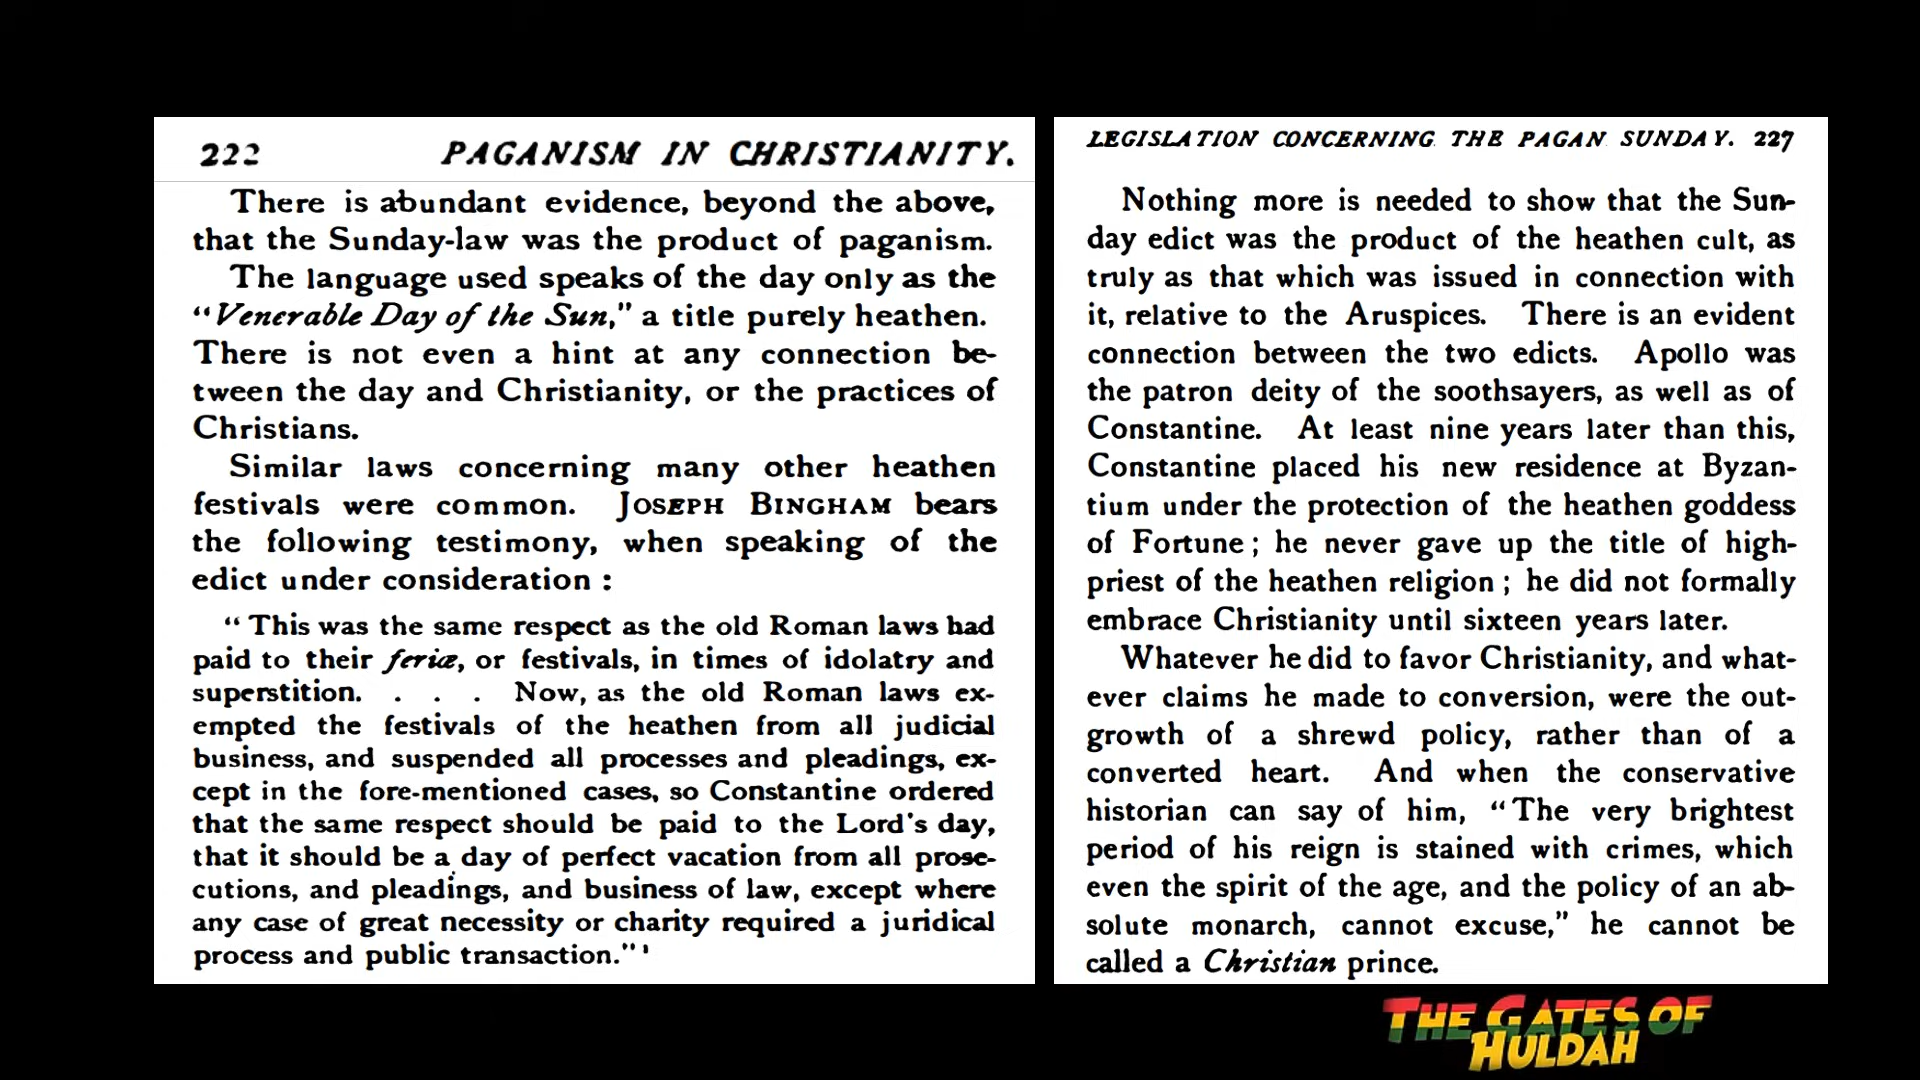 222 PAGANISM IN CHRISTIANITY.
There is abundant evidence, beyond the above,
that the Sunday-law was the product of paganism.
The language used speaks of the day only as the
“Venerable Day of the Sun,” a title purely heathen.
There is not even a hint at any connection be-
tween the day and Christianity, or the practices of
Christians.
Similar laws concerning many other heathen
festivals were common. JOSEPH BINGHAM bears
the following testimony, when speaking of the
edict under consideration :
“ This was the same respect as the old Roman laws had
paid to their feriæ, or festivals, in times of idolatry and
superstition. . . . Now, as the old Roman laws ex-
empted the festivals of the heathen from all judicial
business, and suspended all processes and pleadings, ex-
cept in the fore-mentioned cases, so Constantine ordered
that the same respect should be paid to the Lord's day,
that it should be a day of perfect vacation from all prose-
cutions, and pleadings, and business of law, except where
any case of great necessity or charity required a juridical
process and public transaction.” ¹
LEGISLATION CONCERNING THE PAGAN SUNDAY. 227
Nothing more is needed to show that the Sun-
day edict was the product of the heathen cult, as
truly as that which was issued in connection with
it, relative to the Aruspices. There is an evident
connection between the two edicts. Apollo was
the patron deity of the soothsayers, as well as of
Constantine. At least nine years later than this,
Constantine placed his new residence at Byzan-
tium under the protection of the heathen goddess
of Fortune ; he never gave up the title of high-
priest of the heathen religion ; he did not formally
embrace Christianity until sixteen years later.
Whatever he did to favor Christianity, and what-
ever claims he made to conversion, were the out-
growth of a shrewd policy, rather than of a
converted heart. And when the conservative
historian can say of him, “The very brightest
period of his reign is stained with crimes, which
even the spirit of the age, and the policy of an ab-
solute monarch, cannot excuse,” he cannot be
called a Christian prince.
THE GATES OF
HULDAH